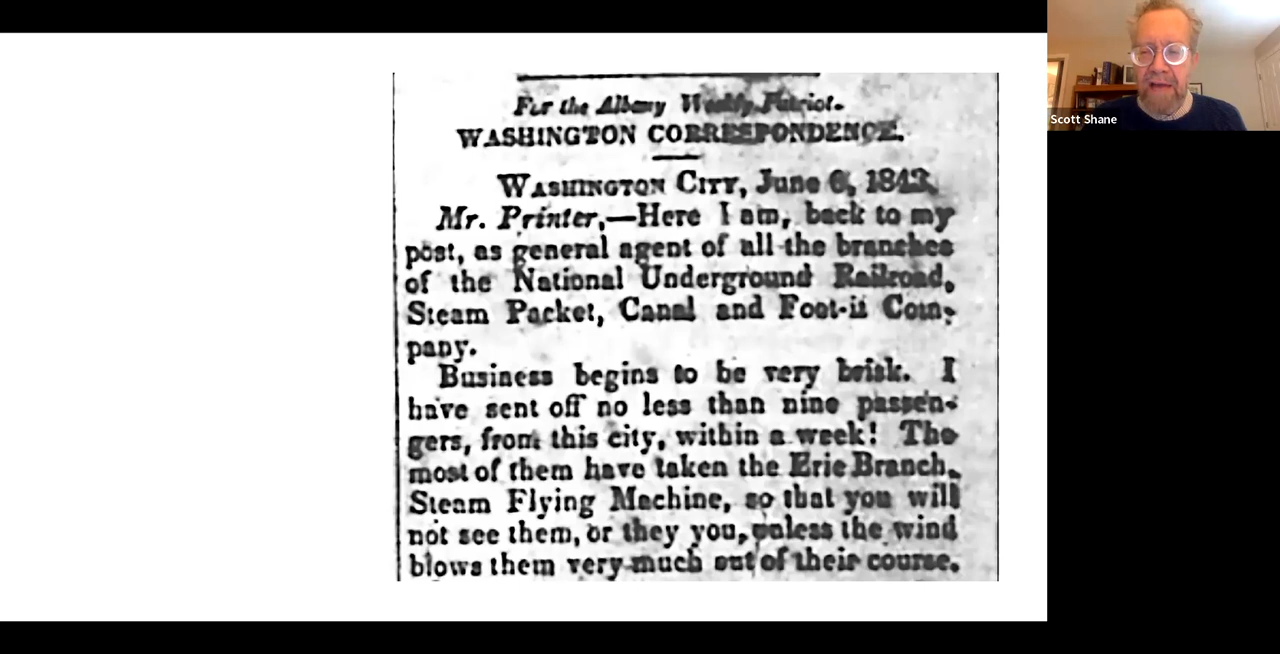 For the Albany Weekly Patriot.
WASHINGTON CORRESPONDENCE.
WASHINGTON CITY, June 6, 1843.
Mr. Printer,—Here I am, back to my
post, as general agent of all the branches
of the National Underground Railroad,
Steam Packet, Canal and Foot-it Com-
pany.
Business begins to be very brisk. I
have sent off no less than nine passen-
gers, from this city, within a week! The
most of them have taken the Erie Branch,
Steam Flying Machine, so that you will
not see them, or they you, unless the wind
blows them very much out of their course.
Scott Shane